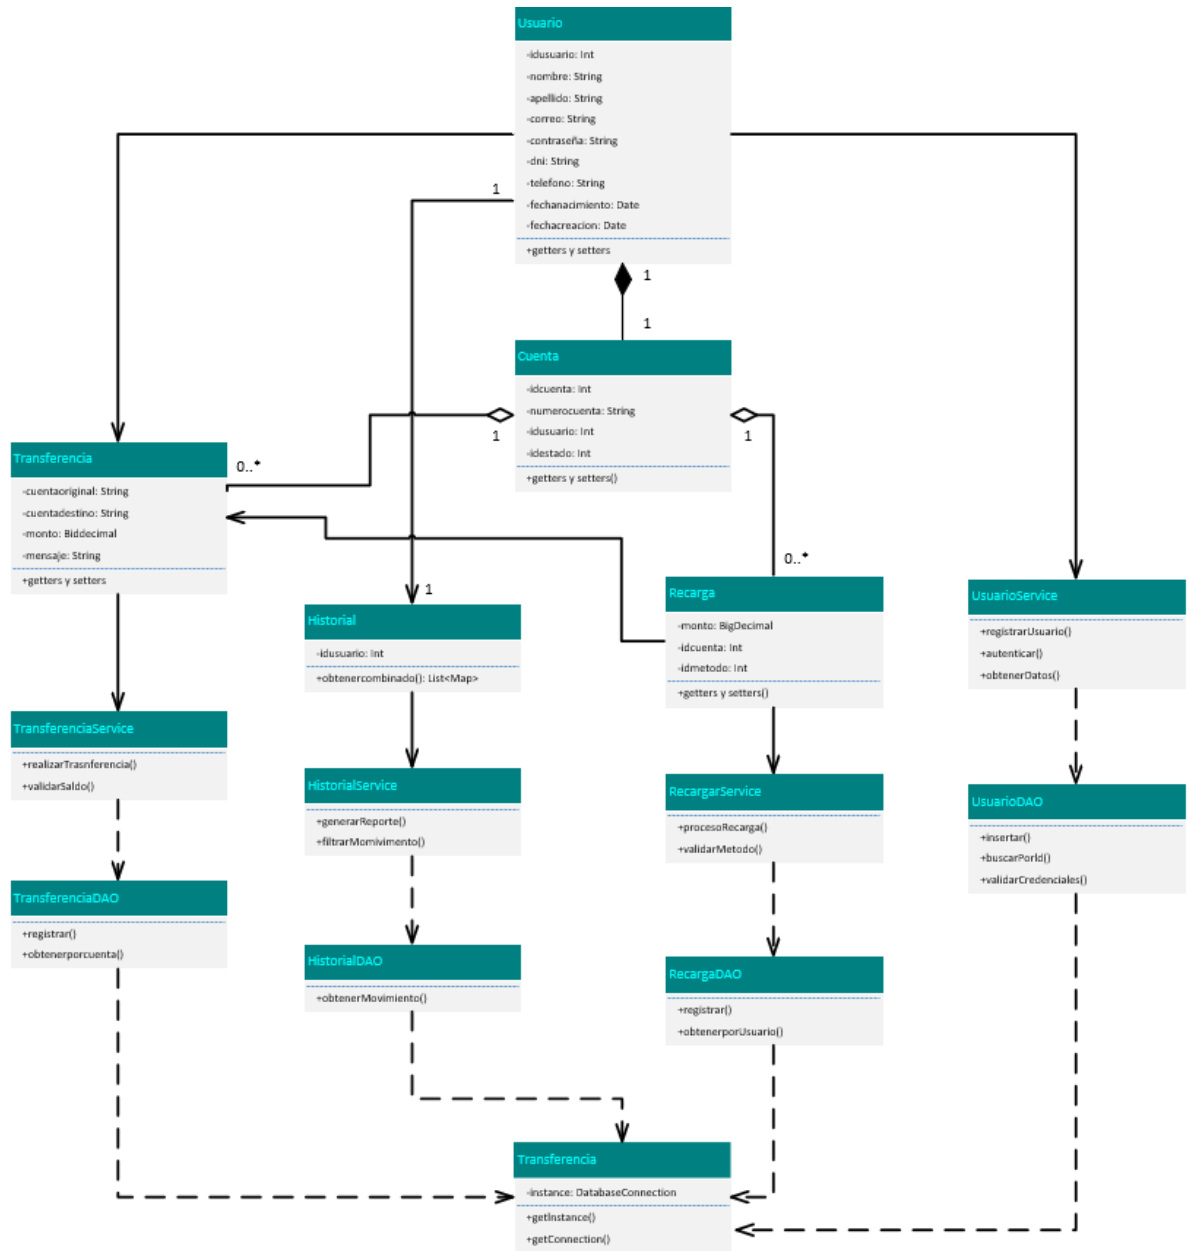 Usuario
-idusuario: Int
-nombre: String
-apellido: String
-correo: String
-contraseña: String
-dni: String
-telefono: String
-fechanacimiento: Date
-fechacreacion: Date
+getters y setters
1
1
1
Cuenta
-idcuenta: Int
-numerocuenta: String
-idusuario: Int
-idestado: Int
+getters y setters()
1
1
Transferencia
-cuentaoriginal: String
-cuentadestino: String
-monto: Biddecimal
-mensaje: String
+getters y setters
0..*
0..*
1
Historial
-idusuario: Int
+obtenercombinado(): List<Map>
Recarga
-monto: BigDecimal
-idcuenta: Int
-idmetodo: Int
+getters y setters()
UsuarioService
+registrarUsuario()
+autenticar()
+obtenerDatos()
TransferenciaService
+realizarTrasnferencia()
+validarSaldo()
HistorialService
+generarReporte()
+filtrarMomivimento()
RecargarService
+procesoRecarga()
+validarMetodo()
UsuarioDAO
+insertar()
+buscarPorId()
+validarCredenciales()
TransferenciaDAO
+registrar()
+obtenerporcuenta()
HistorialDAO
+obtenerMovimiento()
RecargaDAO
+registrar()
+obtenerporUsuario()
Transferencia
-instance: DatabaseConnection
+getInstance()
+getConnection()